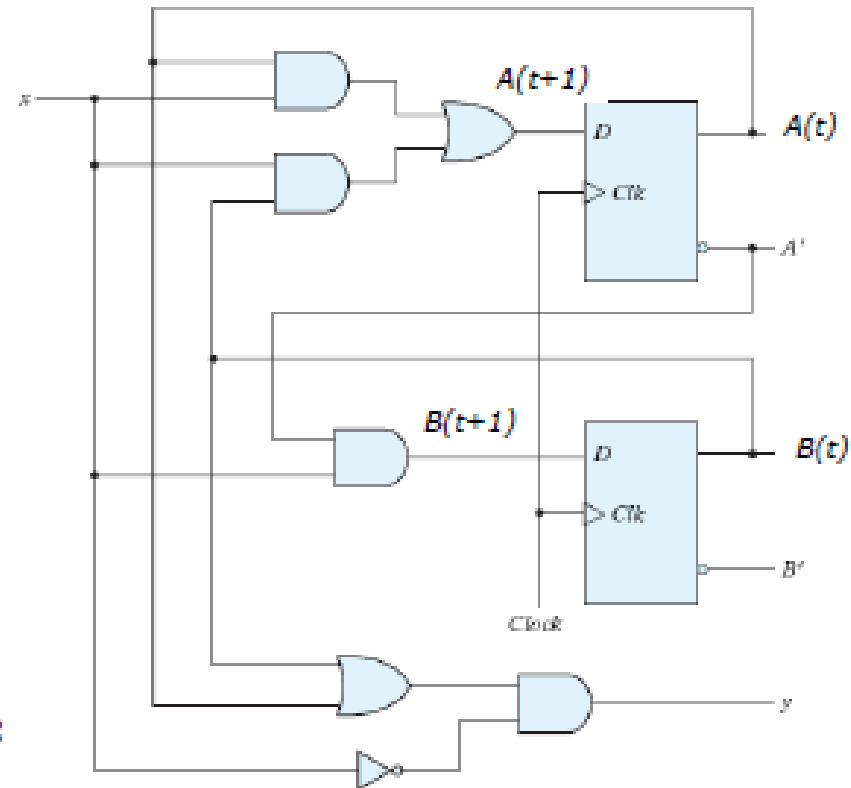 A(t+1)
x
D
A(t)
Clk
A'
B(t+1)
D
B(t)
Clk
B'
Clock
y